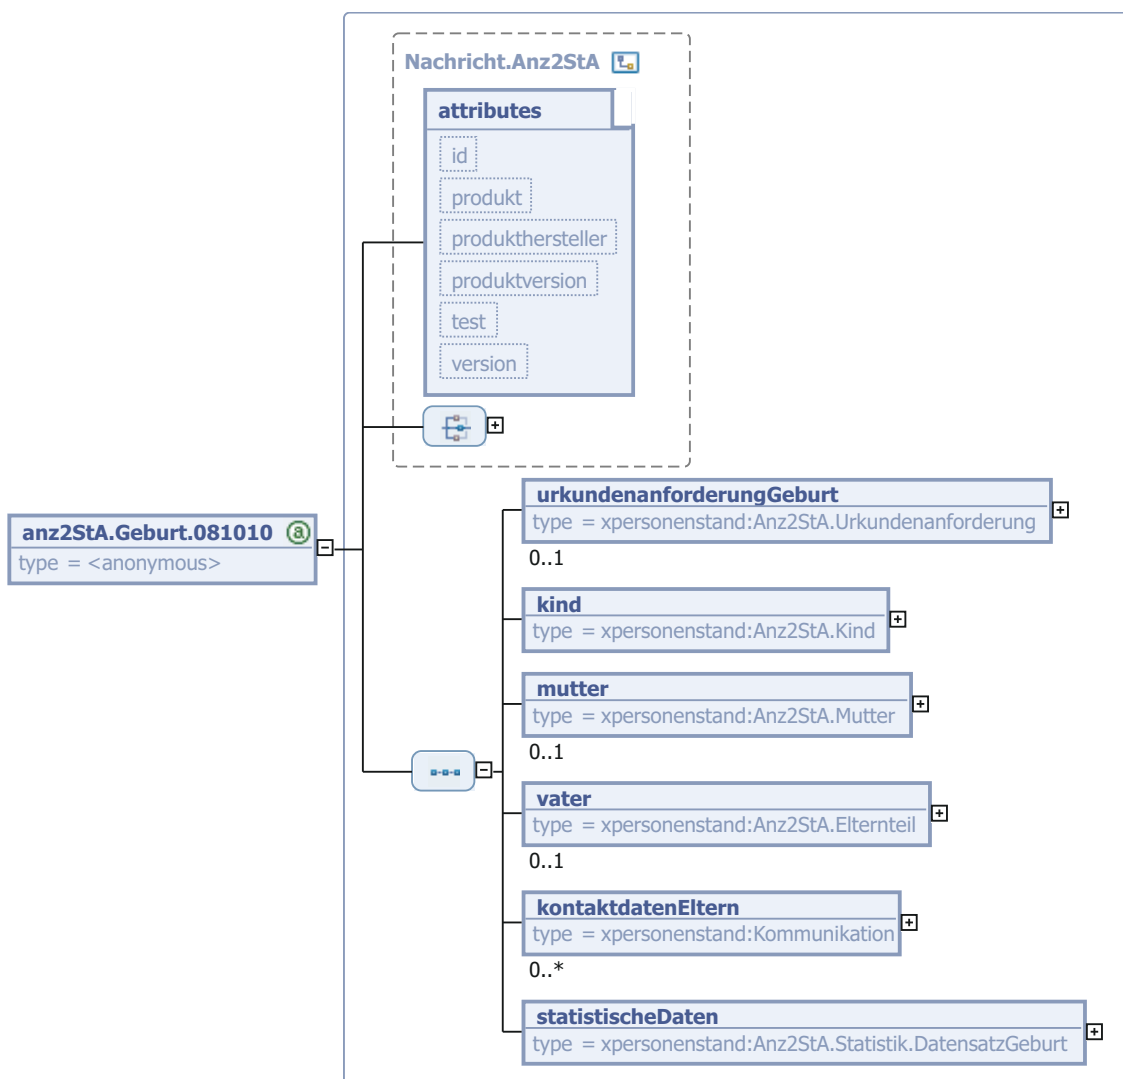 Nachricht.Anz2StA
attributes
id
produkt
produkthersteller
produktversion
test
version
anz2StA.Geburt.081010 a
type = <anonymous>
urkundenanforderungGeburt
type = xpersonenstand:Anz2StA.Urkundenanforderung
0..1
kind
type = xpersonenstand:Anz2StA.Kind
mutter
type = xpersonenstand:Anz2StA.Mutter
0..1
vater
type = xpersonenstand:Anz2StA.Elternteil
0..1
kontaktdatenEltern
type = xpersonenstand:Kommunikation
0..*
statistischeDaten
type = xpersonenstand:Anz2StA.Statistik.DatensatzGeburt